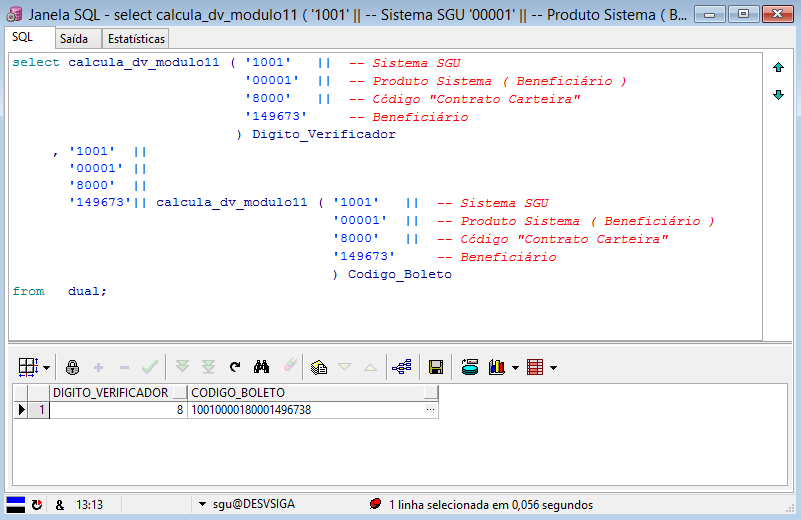 Janela SQL - select calcula_dv_modulo11 ( '1001' || -- Sistema SGU '00001' || -- Produto Sistema ( B...
SQL Saída Estatísticas
select calcula_dv_modulo11 ( '1001' || -- Sistema SGU
'00001' || -- Produto Sistema ( Beneficiário )
'8000' || -- Código "Contrato Carteira"
'149673' -- Beneficiário
) Digito_Verificador
, '1001' ||
'00001' ||
'8000' ||
'149673'|| calcula_dv_modulo11 ( '1001' || -- Sistema SGU
'00001' || -- Produto Sistema ( Beneficiário )
'8000' || -- Código "Contrato Carteira"
'149673' -- Beneficiário
) Codigo_Boleto
from dual;
DIGITO_VERIFICADOR CODIGO_BOLETO
1 8 10010000180001496738 ...
& 13:13 sgu@DESVSIGA 1 linha selecionada em 0,056 segundos